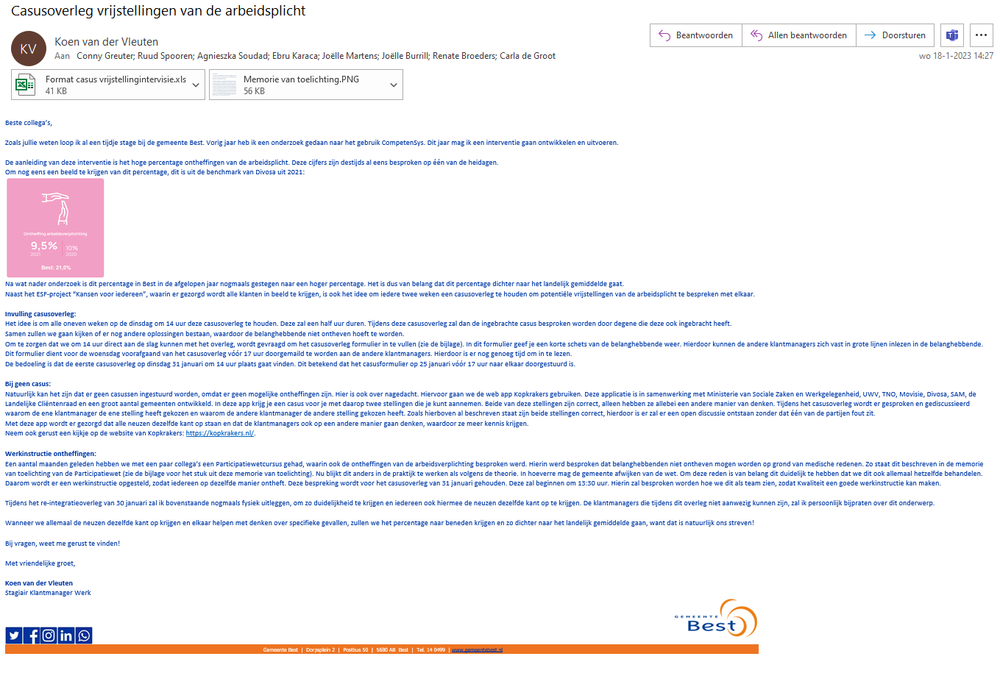 Casusoverleg vrijstellingen van de arbeidsplicht
KV
Koen van der Vleuten
Aan Conny Greuter; Ruud Spooren; Agnieszka Soudad; Ebru Karaca; Joëlle Martens; Joëlle Burrill; Renate Broeders; Carla de Groot
Beantwoorden
Allen beantwoorden
Doorsturen
wo 18-1-2023 14:27
Format casus vrijstellingintervisie.xls
41 KB
Memorie van toelichting.PNG
56 KB
Beste collega's,
Zoals jullie weten loop ik al een tijdje stage bij de gemeente Best. Vorig jaar heb ik een onderzoek gedaan naar het gebruik CompetenSys. Dit jaar mag ik een interventie gaan ontwikkelen en uitvoeren.
De aanleiding van deze interventie is het hoge percentage ontheffingen van de arbeidsplicht. Deze cijfers zijn destijds al eens besproken op één van de heidagen.
Om nog eens een beeld te krijgen van dit percentage, dit is uit de benchmark van Divosa uit 2021:
Ontheffing arbeidsverplichting
9,5% 10%
2021 2020
Best: 21,0%
Na wat nader onderzoek is dit percentage in Best in de afgelopen jaar nogmaals gestegen naar een hoger percentage. Het is dus van belang dat dit percentage dichter naar het landelijk gemiddelde gaat.
Naast het ESF-project “Kansen voor iedereen”, waarin er gezorgd wordt alle klanten in beeld te krijgen, is ook het idee om iedere twee weken een casusoverleg te houden om potentiële vrijstellingen van de arbeidsplicht te bespreken met elkaar.
Invulling casusoverleg:
Het idee is om alle oneven weken op de dinsdag om 14 uur deze casusoverleg te houden. Deze zal een half uur duren. Tijdens deze casusoverleg zal dan de ingebrachte casus besproken worden door degene die deze ook ingebracht heeft.
Samen zullen we gaan kijken of er nog andere oplossingen bestaan, waardoor de belanghebbende niet ontheven hoeft te worden.
Om te zorgen dat we om 14 uur direct aan de slag kunnen met het overleg, wordt gevraagd om het casusoverleg formulier in te vullen (zie de bijlage). In dit formulier geef je een korte schets van de belanghebbende weer. Hierdoor kunnen de andere klantmanagers zich vast in grote lijnen inlezen in de belanghebbende.
Dit formulier dient voor de woensdag voorafgaand van het casusoverleg vóór 17 uur doorgemaild te worden aan de andere klantmanagers. Hierdoor is er nog genoeg tijd om in te lezen.
De bedoeling is dat de eerste casusoverleg op dinsdag 31 januari om 14 uur plaats gaat vinden. Dit betekend dat het casusformulier op 25 januari vóór 17 uur naar elkaar doorgestuurd is.
Bij geen casus:
Natuurlijk kan het zijn dat er geen casussen ingestuurd worden, omdat er geen mogelijke ontheffingen zijn. Hier is ook over nagedacht. Hiervoor gaan we de web app Kopkrakers gebruiken. Deze applicatie is in samenwerking met Ministerie van Sociale Zaken en Werkgelegenheid, UWV, TNO, Movisie, Divosa, SAM, de
Landelijke Cliëntenraad en een groot aantal gemeenten ontwikkeld. In deze app krijg je een casus voor je met daarop twee stellingen die je kunt aannemen. Beide van deze stellingen zijn correct, alleen hebben ze allebei een andere manier van denken. Tijdens het casusoverleg wordt er gesproken en gediscussieerd
waarom de ene klantmanager de ene stelling heeft gekozen en waarom de andere klantmanager de andere stelling gekozen heeft. Zoals hierboven al beschreven staat zijn beide stellingen correct, hierdoor is er zal er een open discussie ontstaan zonder dat één van de partijen fout zit.
Met deze app wordt er gezorgd dat alle neuzen dezelfde kant op staan en dat de klantmanagers ook op een andere manier gaan denken, waardoor ze meer kennis krijgen.
Neem ook gerust een kijkje op de website van Kopkrakers: https://kopkrakers.nl/.
Werkinstructie ontheffingen:
Een aantal maanden geleden hebben we met een paar collega's een Participatiewetcursus gehad, waarin ook de ontheffingen van de arbeidsverplichting besproken werd. Hierin werd besproken dat belanghebbenden niet ontheven mogen worden op grond van medische redenen. Zo staat dit beschreven in de memorie
van toelichting van de Participatiewet (zie de bijlage voor het stuk uit deze memorie van toelichting). Nu blijkt dit anders in de praktijk te werken als volgens de theorie. In hoeverre mag de gemeente afwijken van de wet. Om deze reden is van belang dit duidelijk te hebben dat we dit ook allemaal hetzelfde behandelen.
Daarom wordt er een werkinstructie opgesteld, zodat iedereen op dezelfde manier ontheft. Deze bespreking wordt voor het casusoverleg van 31 januari gehouden. Deze zal beginnen om 13:30 uur. Hierin zal besproken worden hoe we dit als team zien, zodat Kwaliteit een goede werkinstructie kan maken.
Tijdens het re-integratieoverleg van 30 januari zal ik bovenstaande nogmaals fysiek uitleggen, om zo duidelijkheid te krijgen en iedereen ook hiermee de neuzen dezelfde kant op te krijgen. De klantmanagers die tijdens dit overleg niet aanwezig kunnen zijn, zal ik persoonlijk bijpraten over dit onderwerp.
Wanneer we allemaal de neuzen dezelfde kant op krijgen en elkaar helpen met denken over specifieke gevallen, zullen we het percentage naar beneden krijgen en zo dichter naar het landelijk gemiddelde gaan, want dat is natuurlijk ons streven!
Bij vragen, weet me gerust te vinden!
Met vriendelijke groet,
Koen van der Vleuten
Stagiair Klantmanager Werk
GEMEENTE
Best
Gemeente Best | Dorpsplein 2 | Postbus 50 | 5680 AB Best | Tel. 14 0499 | www.gemeentebest.nl